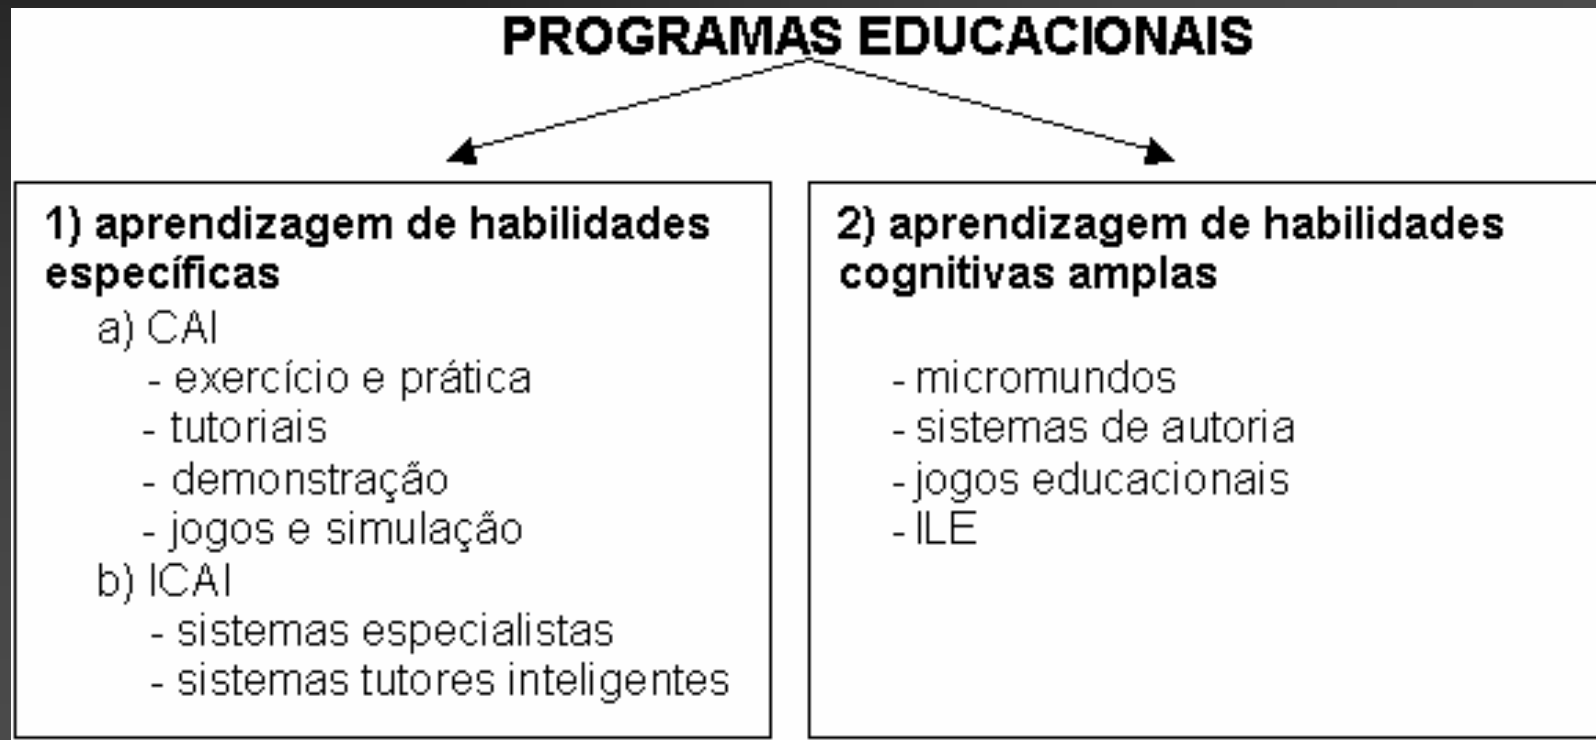 PROGRAMAS EDUCACIONAIS
1) aprendizagem de habilidades
específicas
a) CAI
- exercício e prática
- tutoriais
- demonstração
- jogos e simulação
b) ICAI
- sistemas especialistas
- sistemas tutores inteligentes
2) aprendizagem de habilidades
cognitivas amplas
- micromundos
- sistemas de autoria
- jogos educacionais
- ILE